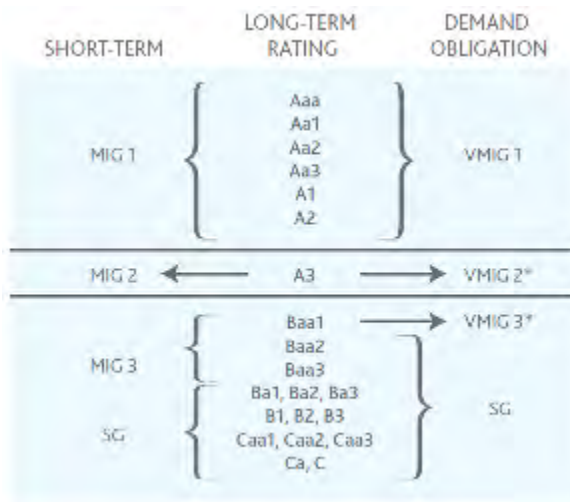 SHORT-TERM LONG-TERM RATING DEMAND OBLIGATION
Aaa
Aa1
Aa2
MIG 1 Aa3 VMIG 1
A1
A2
MIG 2 A3 VMIG 2*
Baa1 VMIG 3*
Baa2
MIG 3 Baa3
Ba1, Ba2, Ba3
B1, B2, B3 SG
SG Caa1, Caa2, Caa3
Ca, C